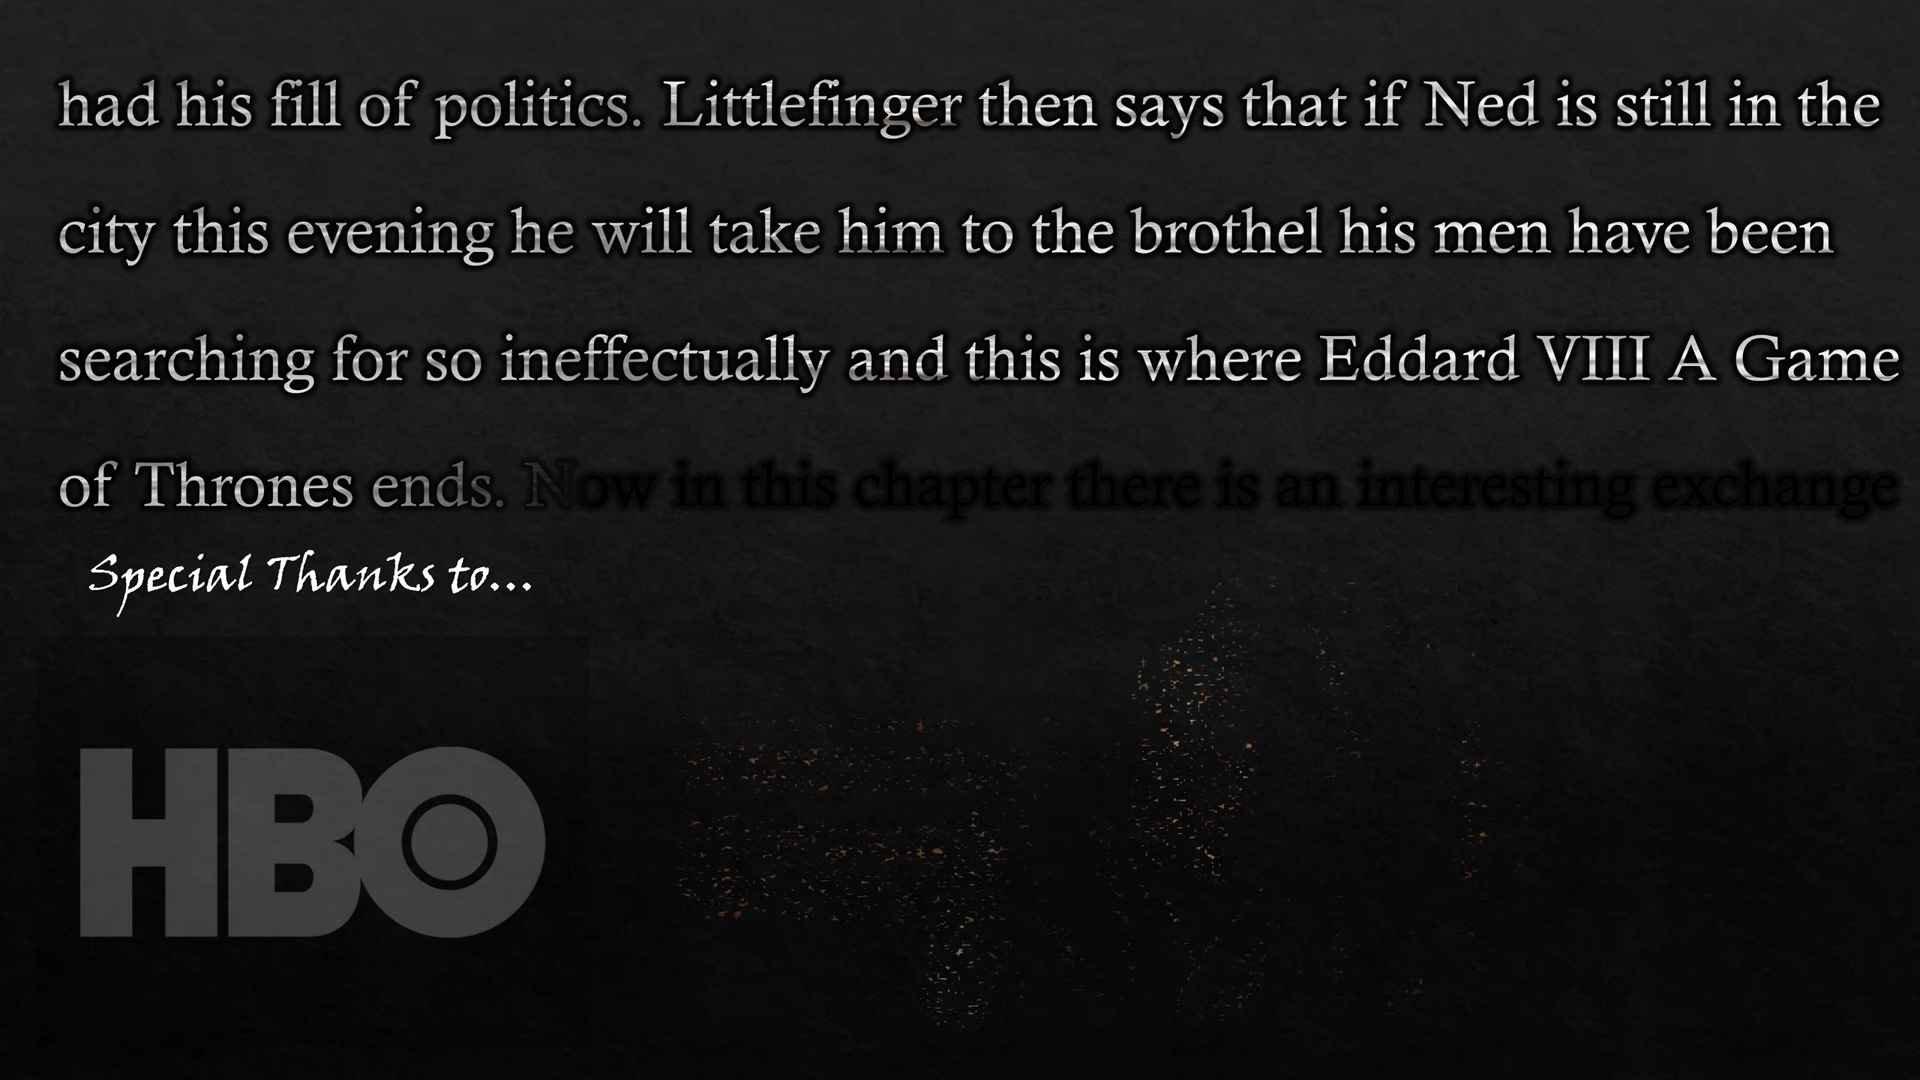 had his fill of politics. Littlefinger then says that if Ned is still in the
city this evening he will take him to the brothel his men have been
searching for so ineffectually and this is where Eddard VIII A Game
of Thrones ends. Now in this chapter there is an interesting exchange
Special Thanks to...
HBO